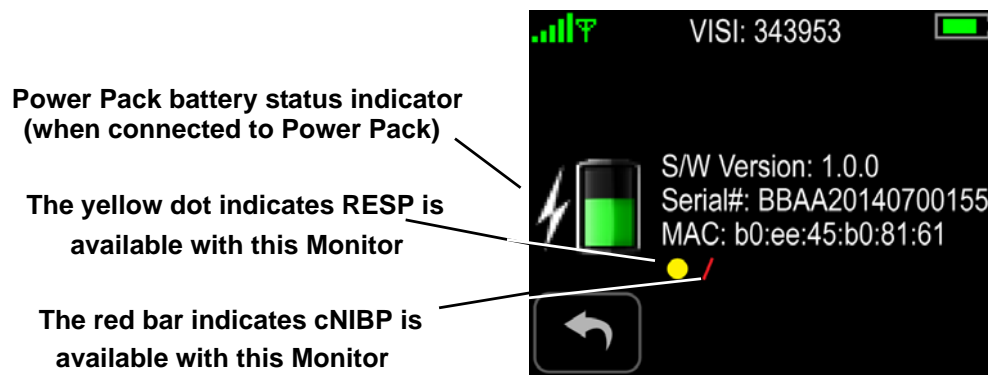 VISI: 343953
Power Pack battery status indicator
(when connected to Power Pack)
S/W Version: 1.0.0
Serial#: BBAA20140700155
MAC: b0:ee:45:b0:81:61
The yellow dot indicates RESP is
available with this Monitor
The red bar indicates cNIBP is
available with this Monitor